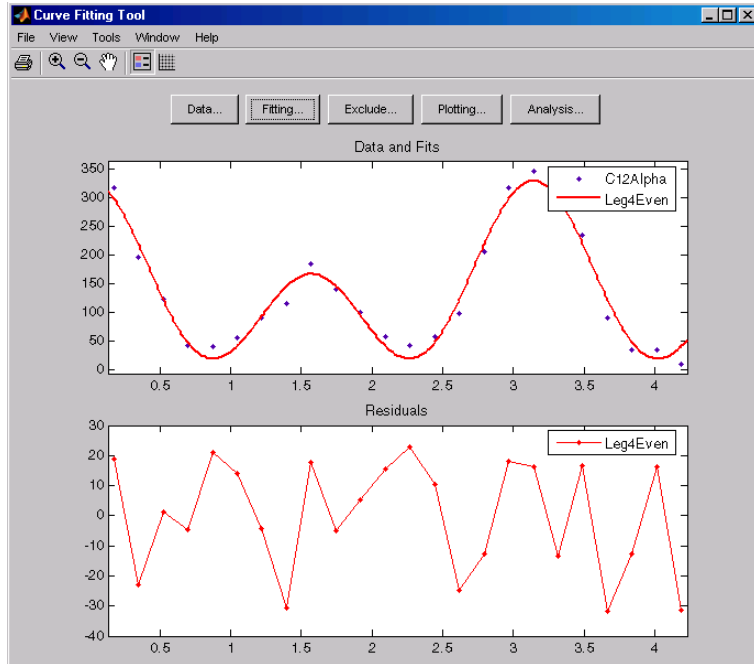 Curve Fitting Tool
File View Tools Window Help
Data... Fitting... Exclude... Plotting... Analysis...
Data and Fits
350
300
250
200
150
100
50
0
C12Alpha
Leg4Even
0.5 1 1.5 2 2.5 3 3.5 4
Residuals
30
20
10
0
-10
-20
-30
-40
Leg4Even
0.5 1 1.5 2 2.5 3 3.5 4